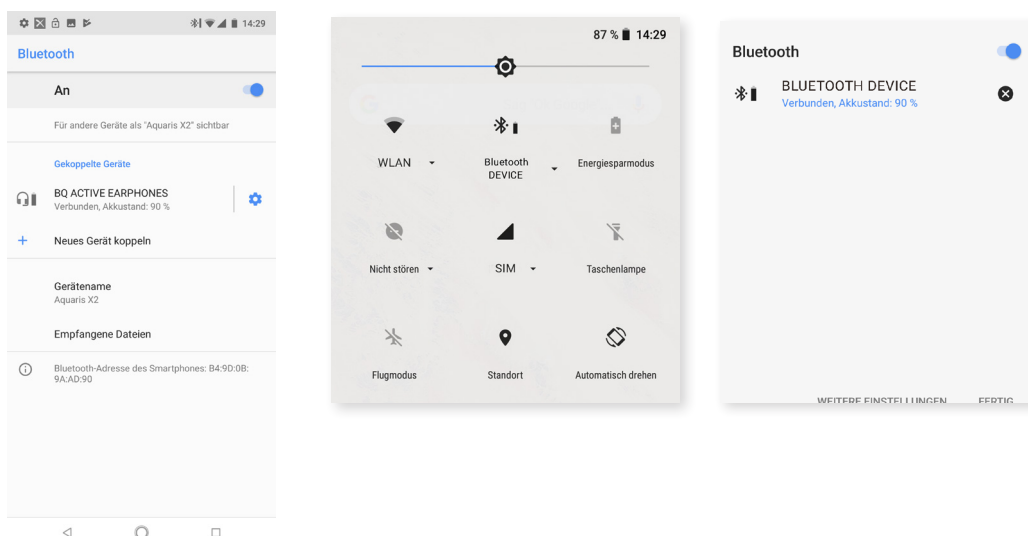 14:29
Bluetooth
An
Für andere Geräte als "Aquaris X2" sichtbar
Gekoppelte Geräte
BQ ACTIVE EARPHONES
Verbunden, Akkustand: 90 %
Neues Gerät koppeln
Gerätename
Aquaris X2
Empfangene Dateien
Bluetooth-Adresse des Smartphones: B4:9D:0B:
9A:AD:90
87 % 14:29
WLAN
Bluetooth
DEVICE
Energiesparmodus
Nicht stören
SIM
Taschenlampe
Flugmodus
Standort
Automatisch drehen
Bluetooth
BLUETOOTH DEVICE
Verbunden, Akkustand: 90 %
WEITERE EINSTELLUNGEN FERTIG